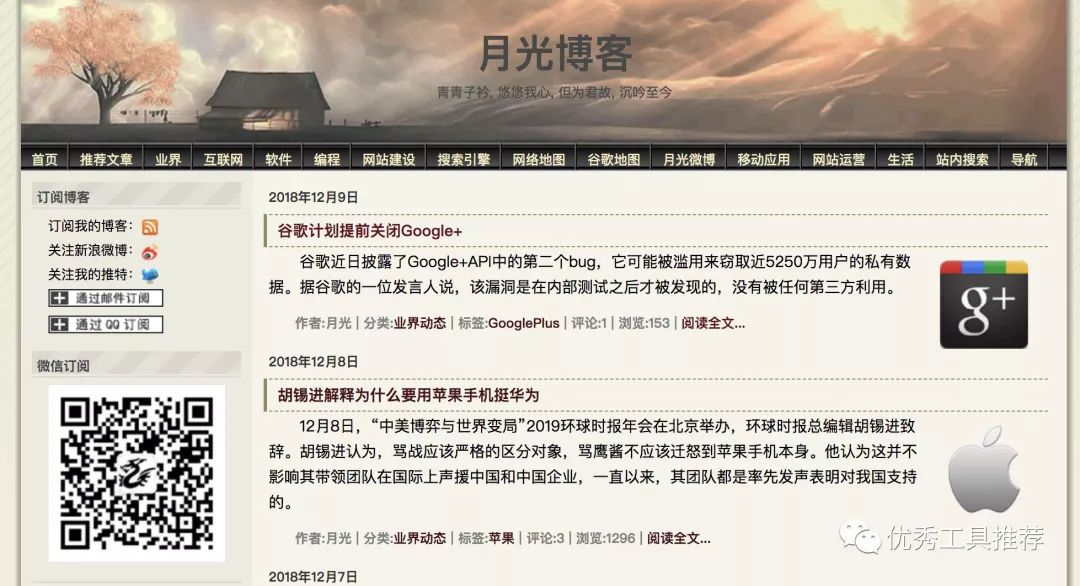 月光博客
青青子衿, 悠悠我心, 但为君故, 沉吟至今
首页 推荐文章 业界 互联网 软件 编程 网站建设 搜索引擎 网络地图 谷歌地图 月光微博 移动应用 网站运营 生活 站内搜索 导航
订阅博客
订阅我的博客：
关注新浪微博：
关注我的推特：
通过邮件订阅
通过 QQ 订阅
微信订阅
2018年12月9日
谷歌计划提前关闭Google+
谷歌近日披露了Google+API中的第二个bug，它可能被滥用来窃取近5250万用户的私有数
据。据谷歌的一位发言人说，该漏洞是在内部测试之后才被发现的，没有被任何第三方利用。
作者:月光 | 分类:业界动态 | 标签:GooglePlus | 评论:1 | 浏览:153 | 阅读全文...
g+
2018年12月8日
胡锡进解释为什么要用苹果手机挺华为
12月8日，“中美博弈与世界变局”2019环球时报年会在北京举办，环球时报总编辑胡锡进致
辞。胡锡进认为，骂战应该严格的区分对象，骂鹰酱不应该迁怒到苹果手机本身。他认为这并不
影响其带领团队在国际上声援中国和中国企业，一直以来，其团队都是率先发声表明对我国支持
的。
作者:月光 | 分类:业界动态 | 标签:苹果 | 评论:3 | 浏览:1296 | 阅读全文...
优秀工具推荐
2018年12月7日